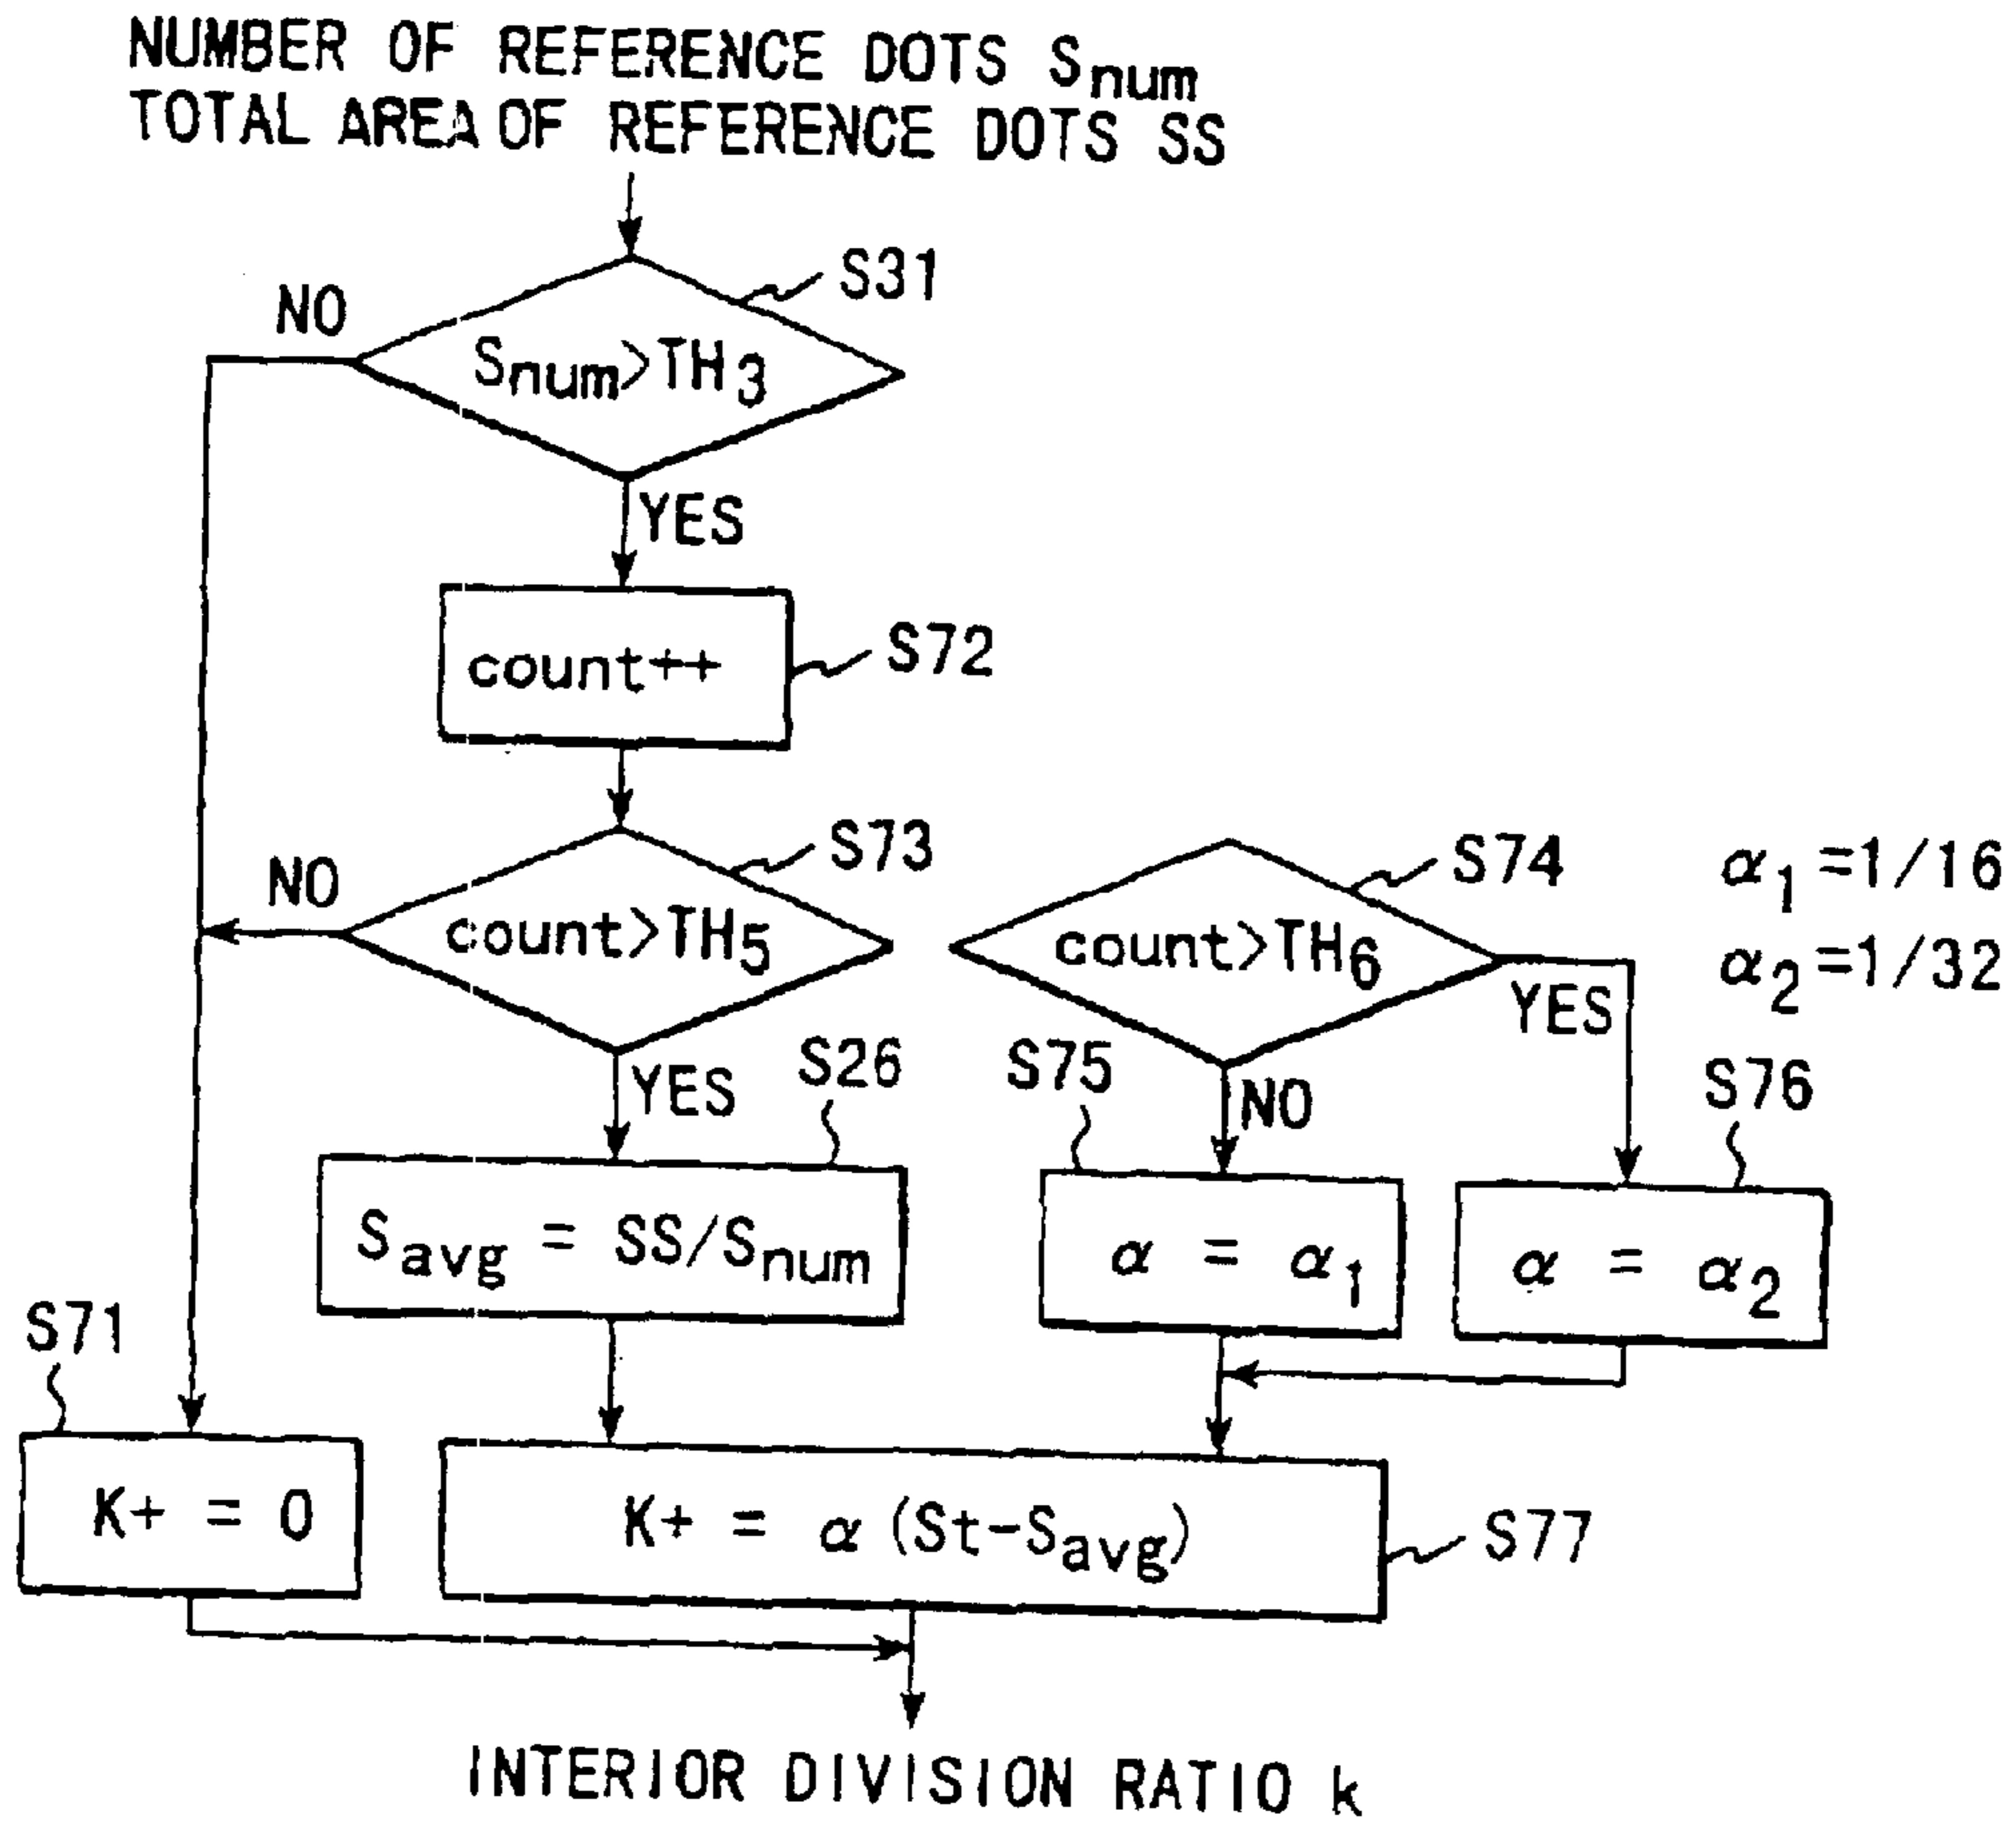 NUMBER OF REFERENCE DOTS Snum
TOTAL AREA OF REFERENCE DOTS SS
S31
NO
Snum>TH3
YES
count++
S72
S73
NO
count>TH5
S74
count>TH6
α1=1/16
α2=1/32
YES
S26
YES
S75
NO
S76
Savg = SS/Snum
α = α1
α = α2
S71
K+ = 0
K+ = α(St-Savg)
S77
INTERIOR DIVISION RATIO k